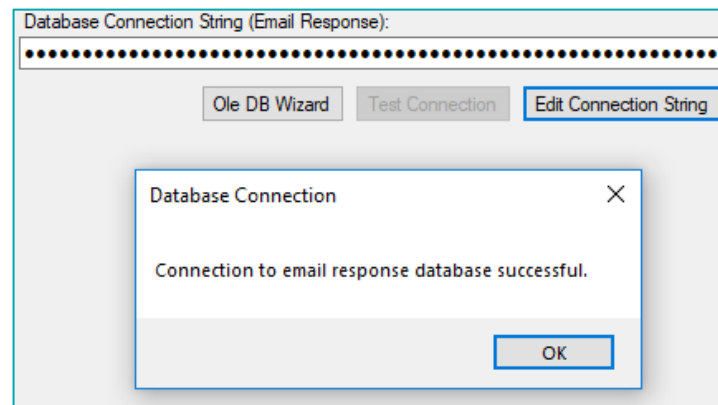 Database Connection String (Email Response):
Ole DB Wizard Test Connection Edit Connection String
Database Connection
Connection to email response database successful.
OK